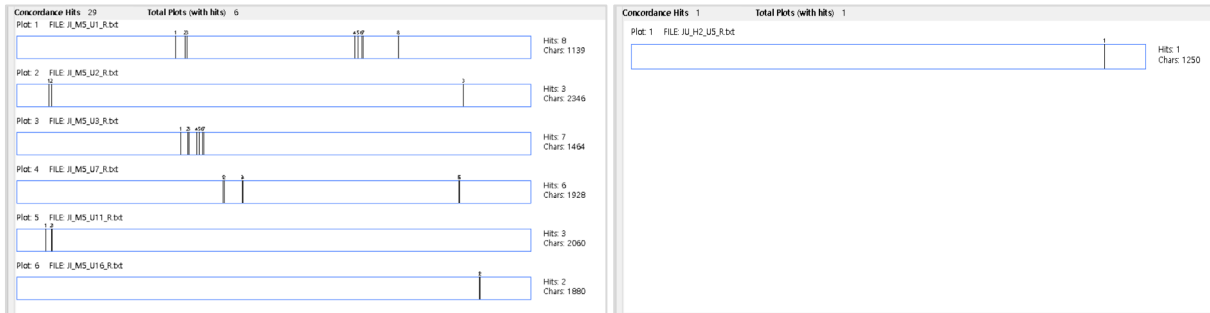 Concordance Hits 29 Total Plots (with hits) 6
Plot: 1 FILE: JI_M5_U1_R.txt
Hits: 8
Chars: 1139
Plot: 2 FILE: JI_M5_U2_R.txt
Hits: 3
Chars: 2346
Plot: 3 FILE: JI_M5_U3_R.txt
Hits: 7
Chars: 1464
Plot: 4 FILE: JI_M5_U7_R.txt
Hits: 6
Chars: 1928
Plot: 5 FILE: JI_M5_U11_R.txt
Hits: 3
Chars: 2060
Plot: 6 FILE: JI_M5_U16_R.txt
Hits: 2
Chars: 1880
Concordance Hits 1 Total Plots (with hits) 1
Plot: 1 FILE: JU_H2_U5_R.txt
1
Hits: 1
Chars: 1250